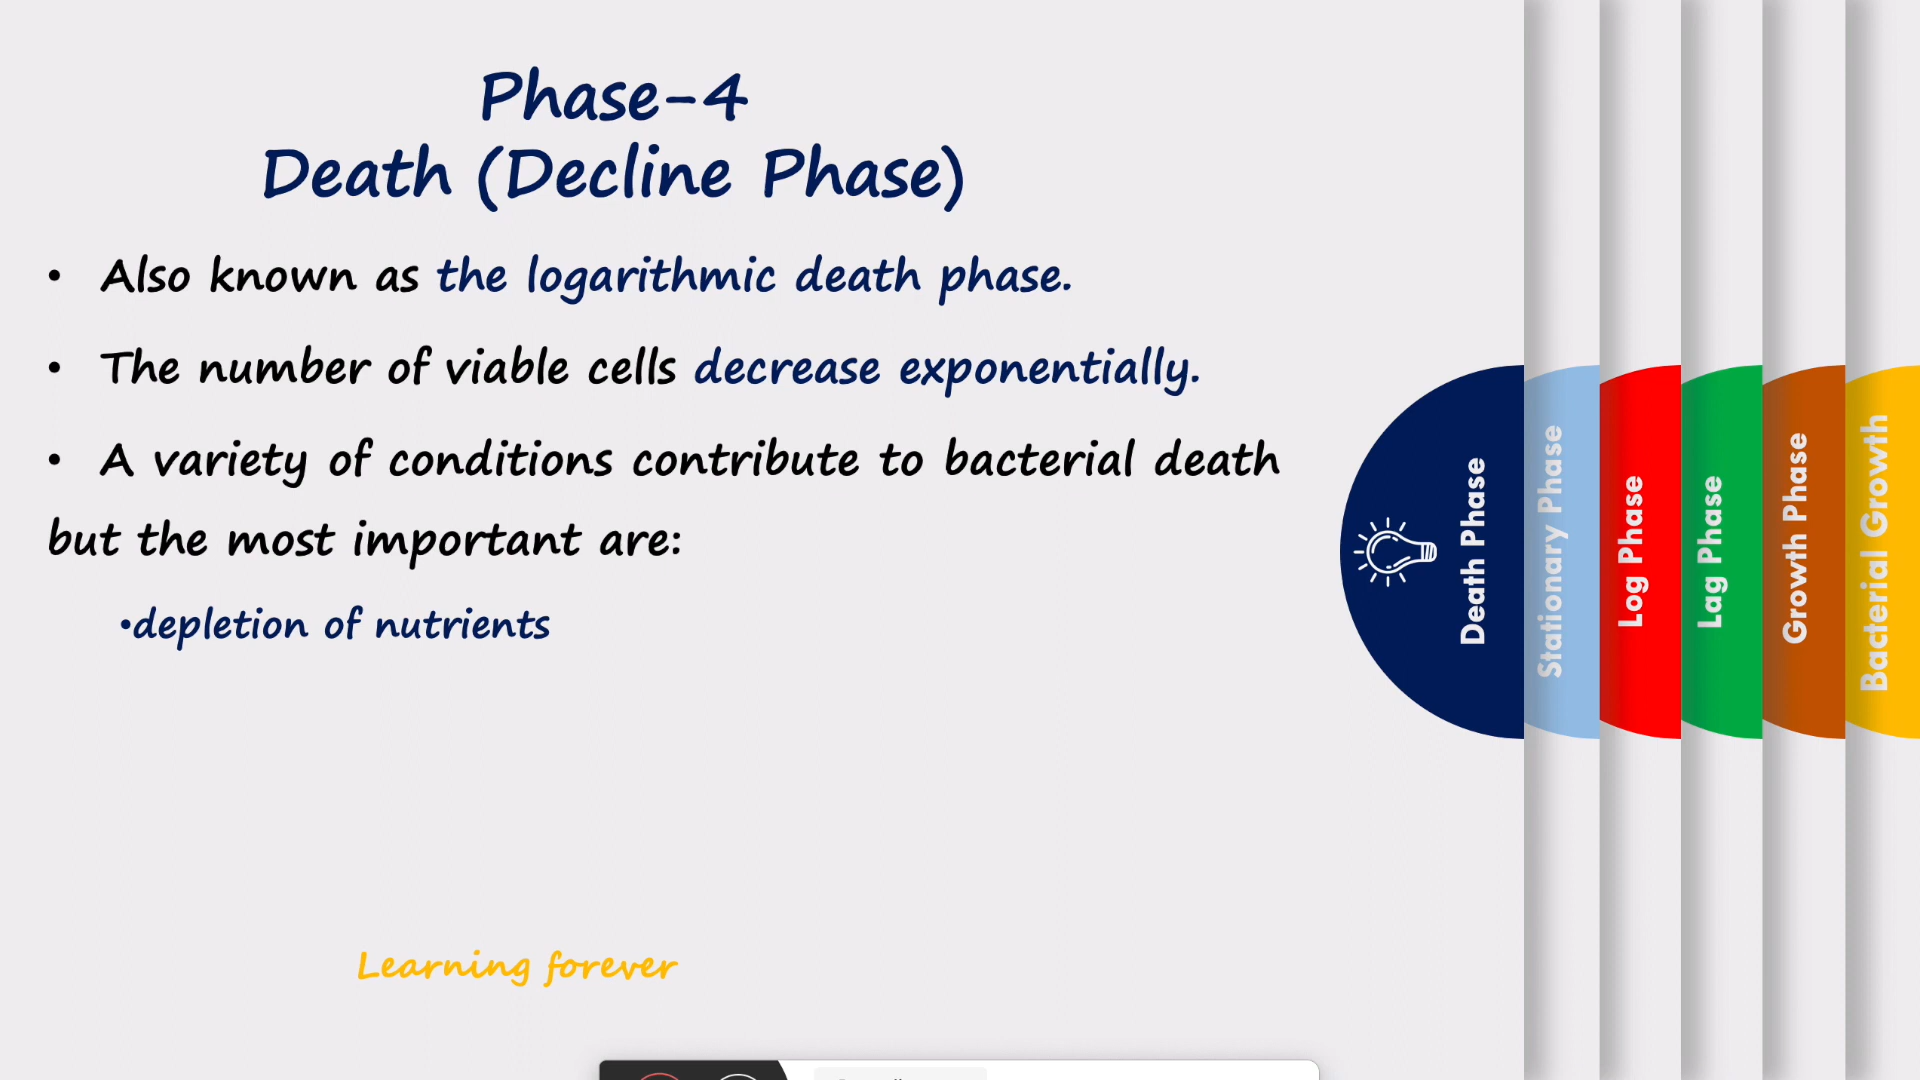 Phase-4
Death (Decline Phase)
• Also known as the logarithmic death phase.
• The number of viable cells decrease exponentially.
• A variety of conditions contribute to bacterial death
but the most important are:
•depletion of nutrients
Learning forever
Death Phase
Stationary Phase
Log Phase
Lag Phase
Growth Phase
Bacterial Growth